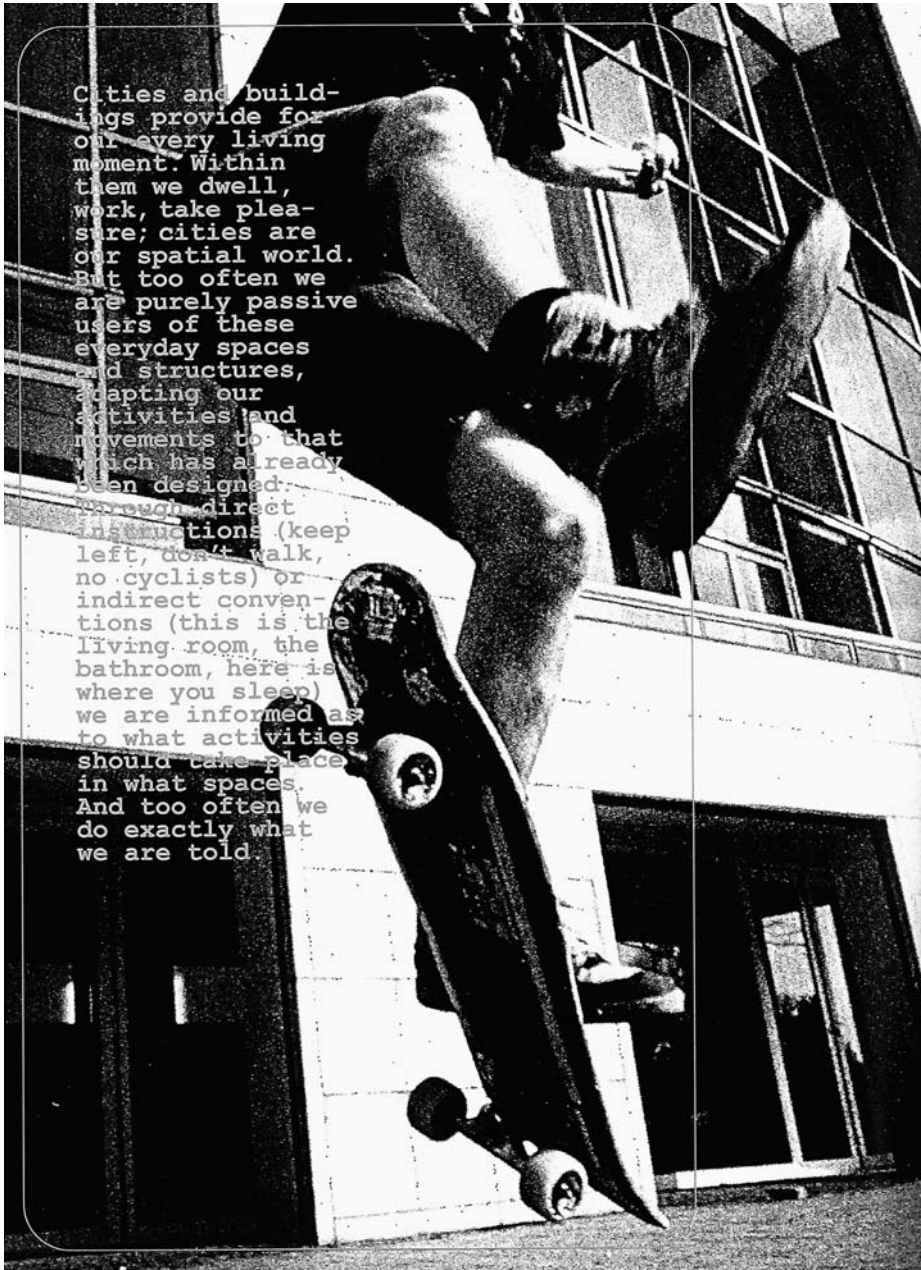 Cities and build-
ings provide for
our every living
moment. Within
them we dwell,
work, take plea-
sure; cities are
our spatial world.
But too often we
are purely passive
users of these
everyday spaces
and structures,
adapting our
activities and
movements to that
which has already
been designed.
Through direct
instructions (keep
left, don't walk,
no cyclists) or
indirect conven-
tions (this is the
living room, the
bathroom, here is
where you sleep)
we are informed as
to what activities
should take place
in what spaces.
And too often we
do exactly what
we are told.